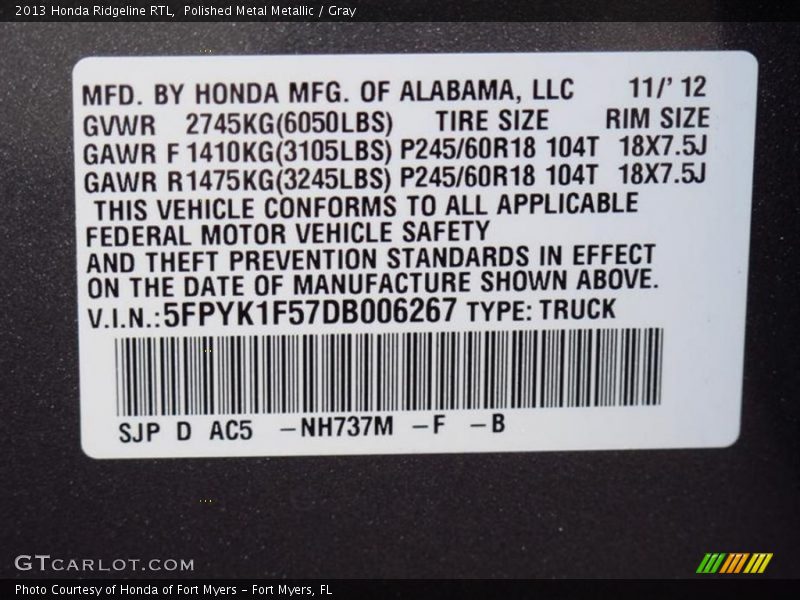 2013 Honda Ridgeline RTL, Polished Metal Metallic / Gray
MFD. BY HONDA MFG. OF ALABAMA, LLC 11/' 12
GVWR 2745KG(6050LBS) TIRE SIZE RIM SIZE
GAWR F 1410KG(3105LBS) P245/60R18 104T 18X7.5J
GAWR R1475KG(3245LBS) P245/60R18 104T 18X7.5J
THIS VEHICLE CONFORMS TO ALL APPLICABLE
FEDERAL MOTOR VEHICLE SAFETY
AND THEFT PREVENTION STANDARDS IN EFFECT
ON THE DATE OF MANUFACTURE SHOWN ABOVE.
V.I.N.:5FPYK1F57DB006267 TYPE: TRUCK
SJP D AC5 -NH737M -F -B
GTCARLOT.COM
Photo Courtesy of Honda of Fort Myers - Fort Myers, FL